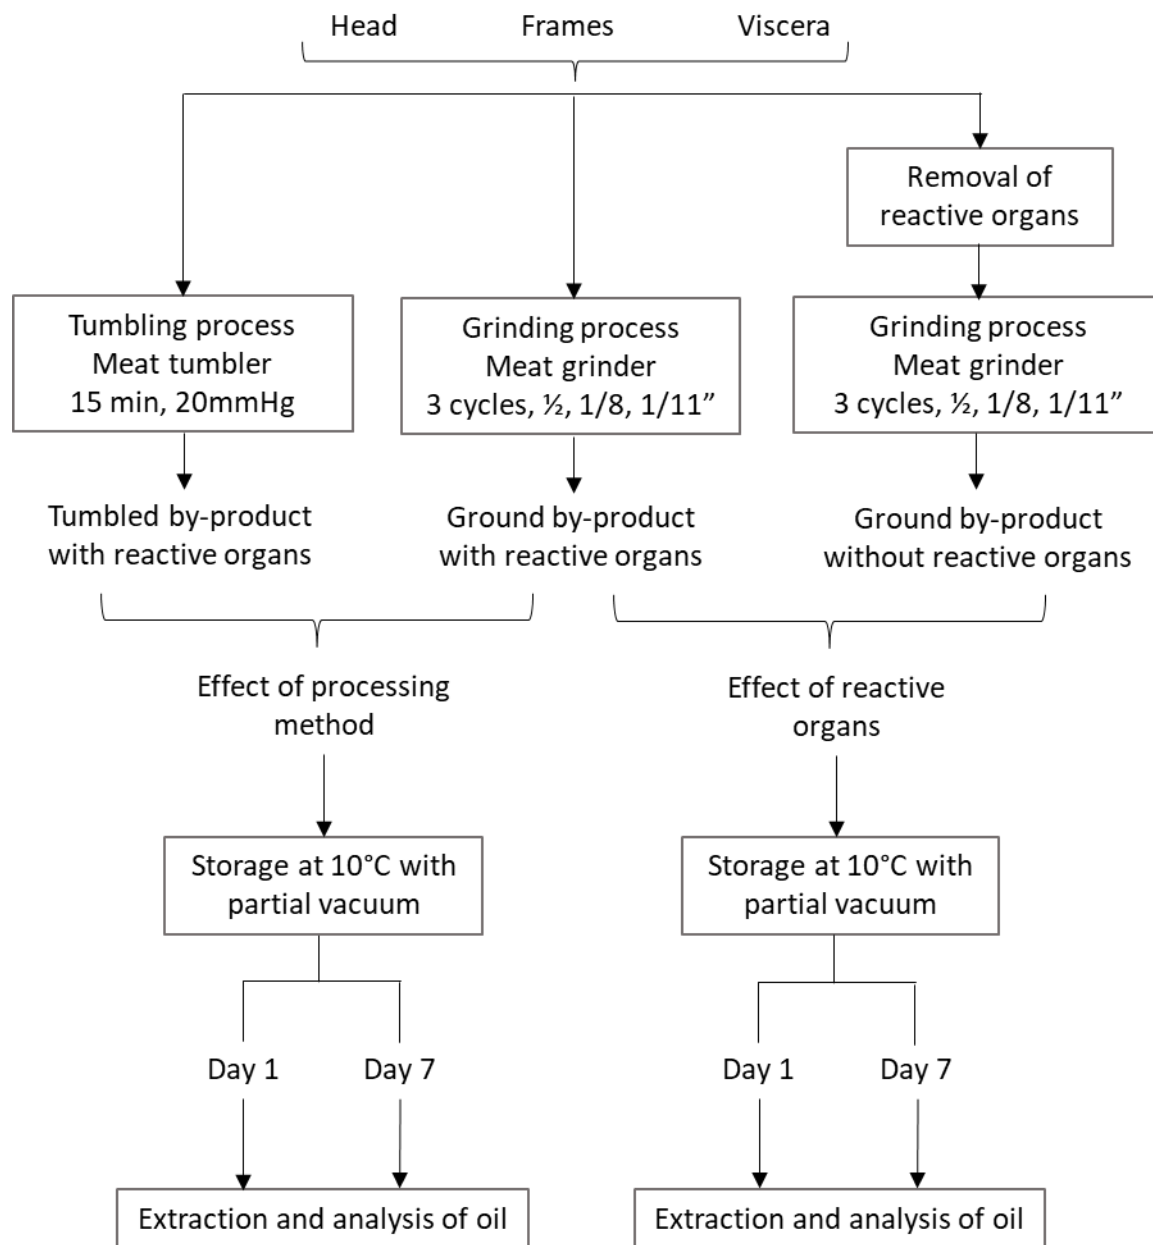 Head Frames Viscera
Removal of
reactive organs
Tumbling process
Meat tumbler
15 min, 20mmHg
Grinding process
Meat grinder
3 cycles, ½, 1/8, 1/11”
Grinding process
Meat grinder
3 cycles, ½, 1/8, 1/11”
Tumbled by-product
with reactive organs
Ground by-product
with reactive organs
Ground by-product
without reactive organs
Effect of processing
method
Effect of reactive
organs
Storage at 10°C with
partial vacuum
Storage at 10°C with
partial vacuum
Day 1 Day 7
Day 1 Day 7
Extraction and analysis of oil
Extraction and analysis of oil